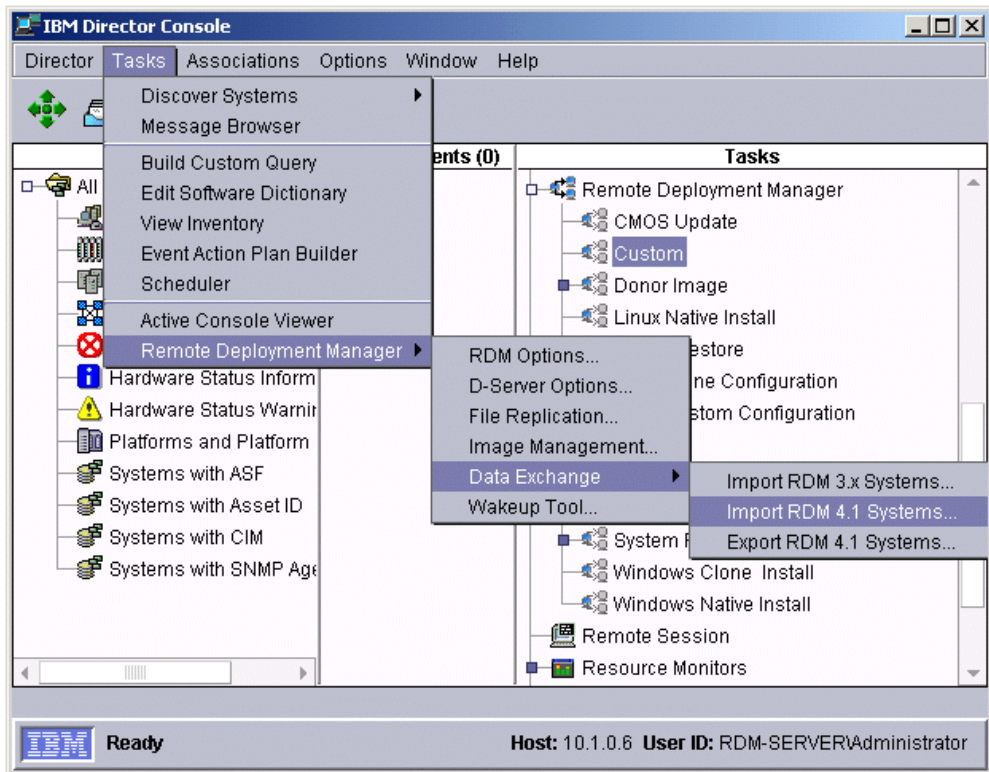 IBM Director Console
Director Tasks Associations Options Window Help
Discover Systems
Message Browser
Build Custom Query
Edit Software Dictionary
View Inventory
Event Action Plan Builder
Scheduler
Active Console Viewer
Remote Deployment Manager
RDM Options...
D-Server Options...
File Replication...
Image Management...
Data Exchange
Wakeup Tool...
Import RDM 3.x Systems...
Import RDM 4.1 Systems...
Export RDM 4.1 Systems...
All
Hardware Status Inform
Hardware Status Warnin
Platforms and Platform
Systems with ASF
Systems with Asset ID
Systems with CIM
Systems with SNMP Age
ents (0)
Tasks
Remote Deployment Manager
CMOS Update
Custom
Donor Image
Linux Native Install
estore
ne Configuration
stom Configuration
System
Windows Clone Install
Windows Native Install
Remote Session
Resource Monitors
IBM Ready
Host: 10.1.0.6 User ID: RDM-SERVER\Administrator